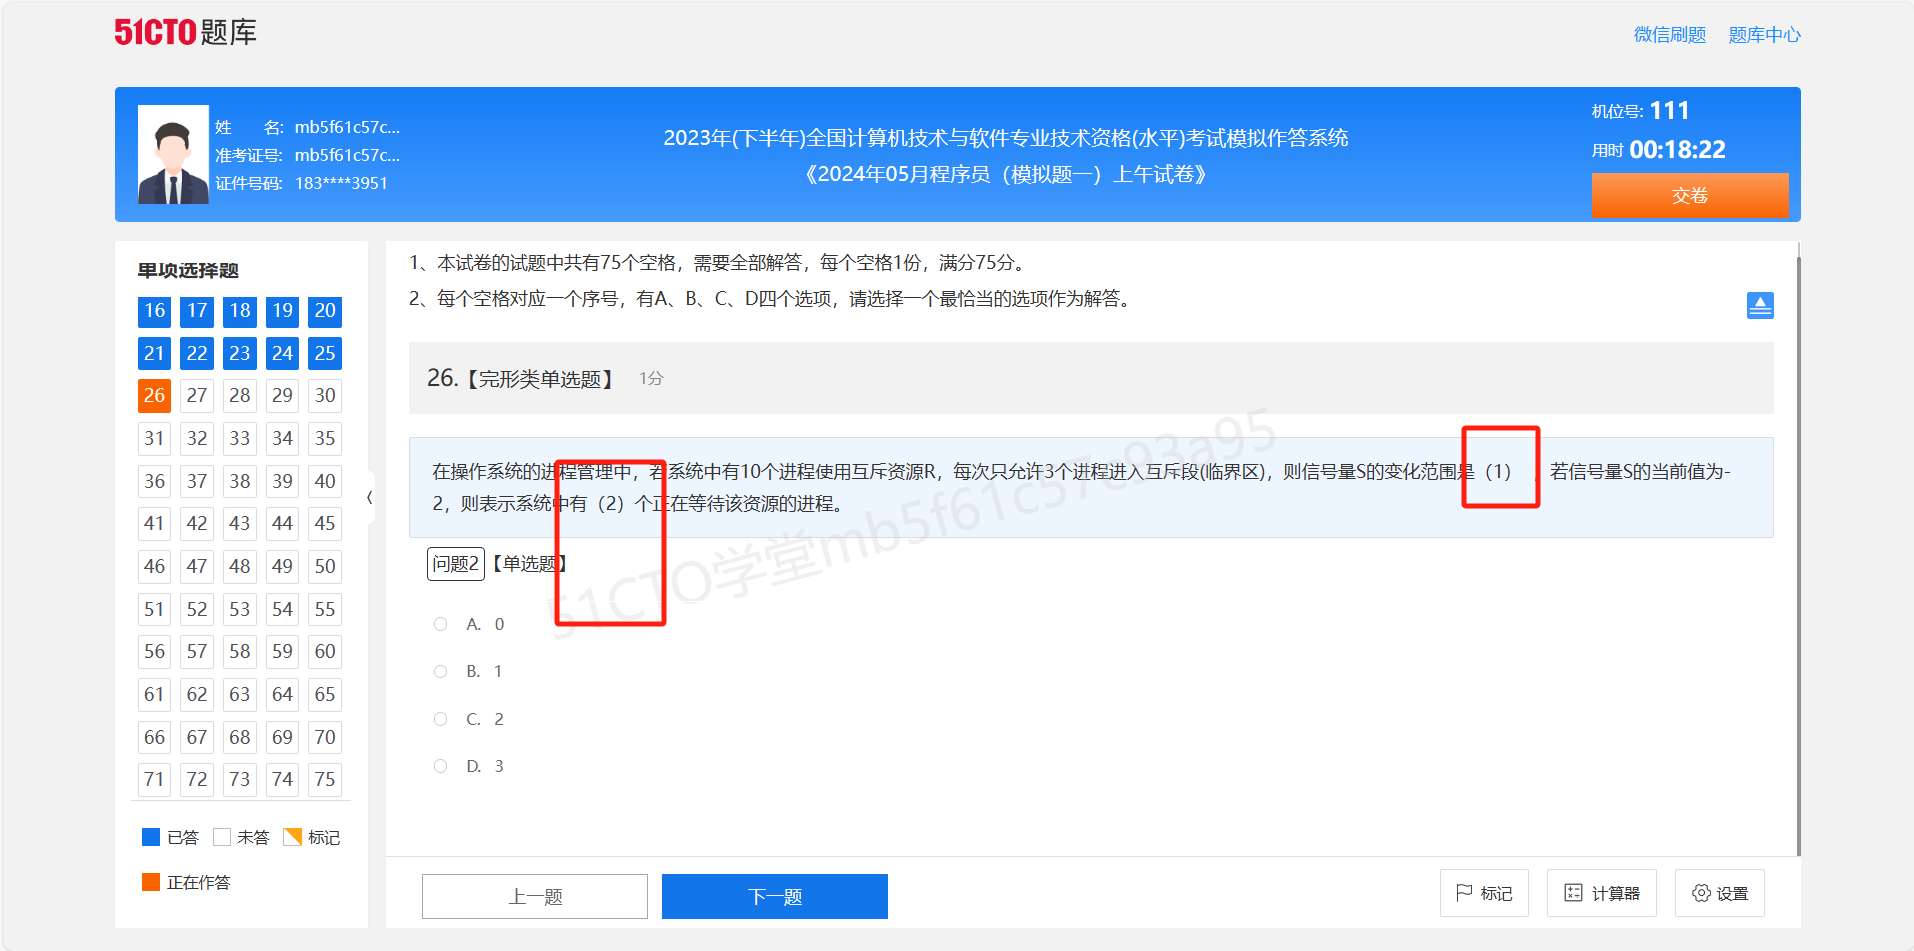 51CTO题库
微信刷题 题库中心
姓 名: mb5f61c57c...
准考证号: mb5f61c57c...
证件号码: 183****3951
2023年(下半年)全国计算机技术与软件专业技术资格(水平)考试模拟作答系统
《2024年05月程序员（模拟题一）上午试卷》
机位号: 111
用时 00:18:22
交卷
单项选择题
16 17 18 19 20
21 22 23 24 25
26 27 28 29 30
31 32 33 34 35
36 37 38 39 40
41 42 43 44 45
46 47 48 49 50
51 52 53 54 55
56 57 58 59 60
61 62 63 64 65
66 67 68 69 70
71 72 73 74 75
已答 未答 标记
正在作答
1、本试卷的试题中共有75个空格，需要全部解答，每个空格1份，满分75分。
2、每个空格对应一个序号，有A、B、C、D四个选项，请选择一个最恰当的选项作为解答。
26.【完形类单选题】 1分
在操作系统的进程管理中，若系统中有10个进程使用互斥资源R，每次只允许3个进程进入互斥段(临界区)，则信号量S的变化范围是（1） ，若信号量S的当前值为-
2，则表示系统中有（2）个正在等待该资源的进程。
问题2 【单选题】
A. 0
B. 1
C. 2
D. 3
51CTO学堂mb5f61c57c93a95
上一题 下一题
标记 计算器 设置